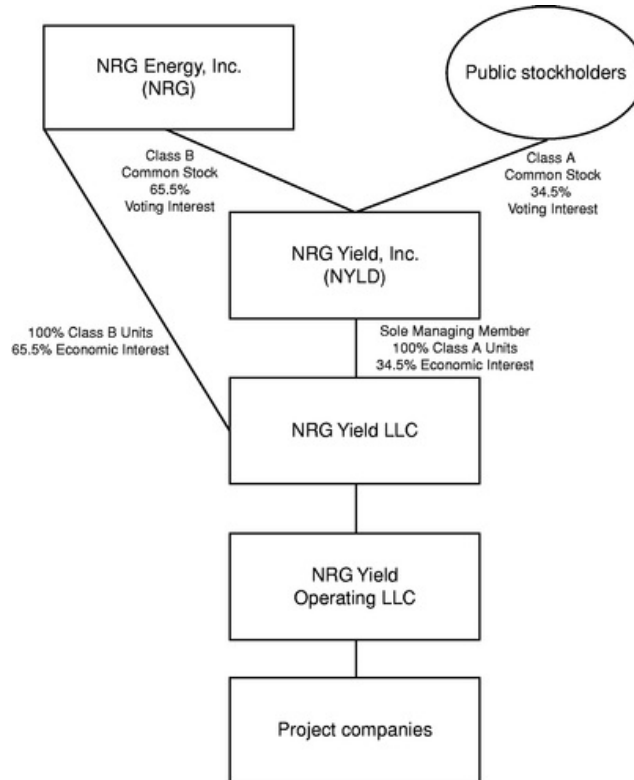 NRG Energy, Inc.
(NRG)
Public stockholders
Class B
Common Stock
65.5%
Voting Interest
Class A
Common Stock
34.5%
Voting Interest
NRG Yield, Inc.
(NYLD)
100% Class B Units
65.5% Economic Interest
Sole Managing Member
100% Class A Units
34.5% Economic Interest
NRG Yield LLC
NRG Yield
Operating LLC
Project companies